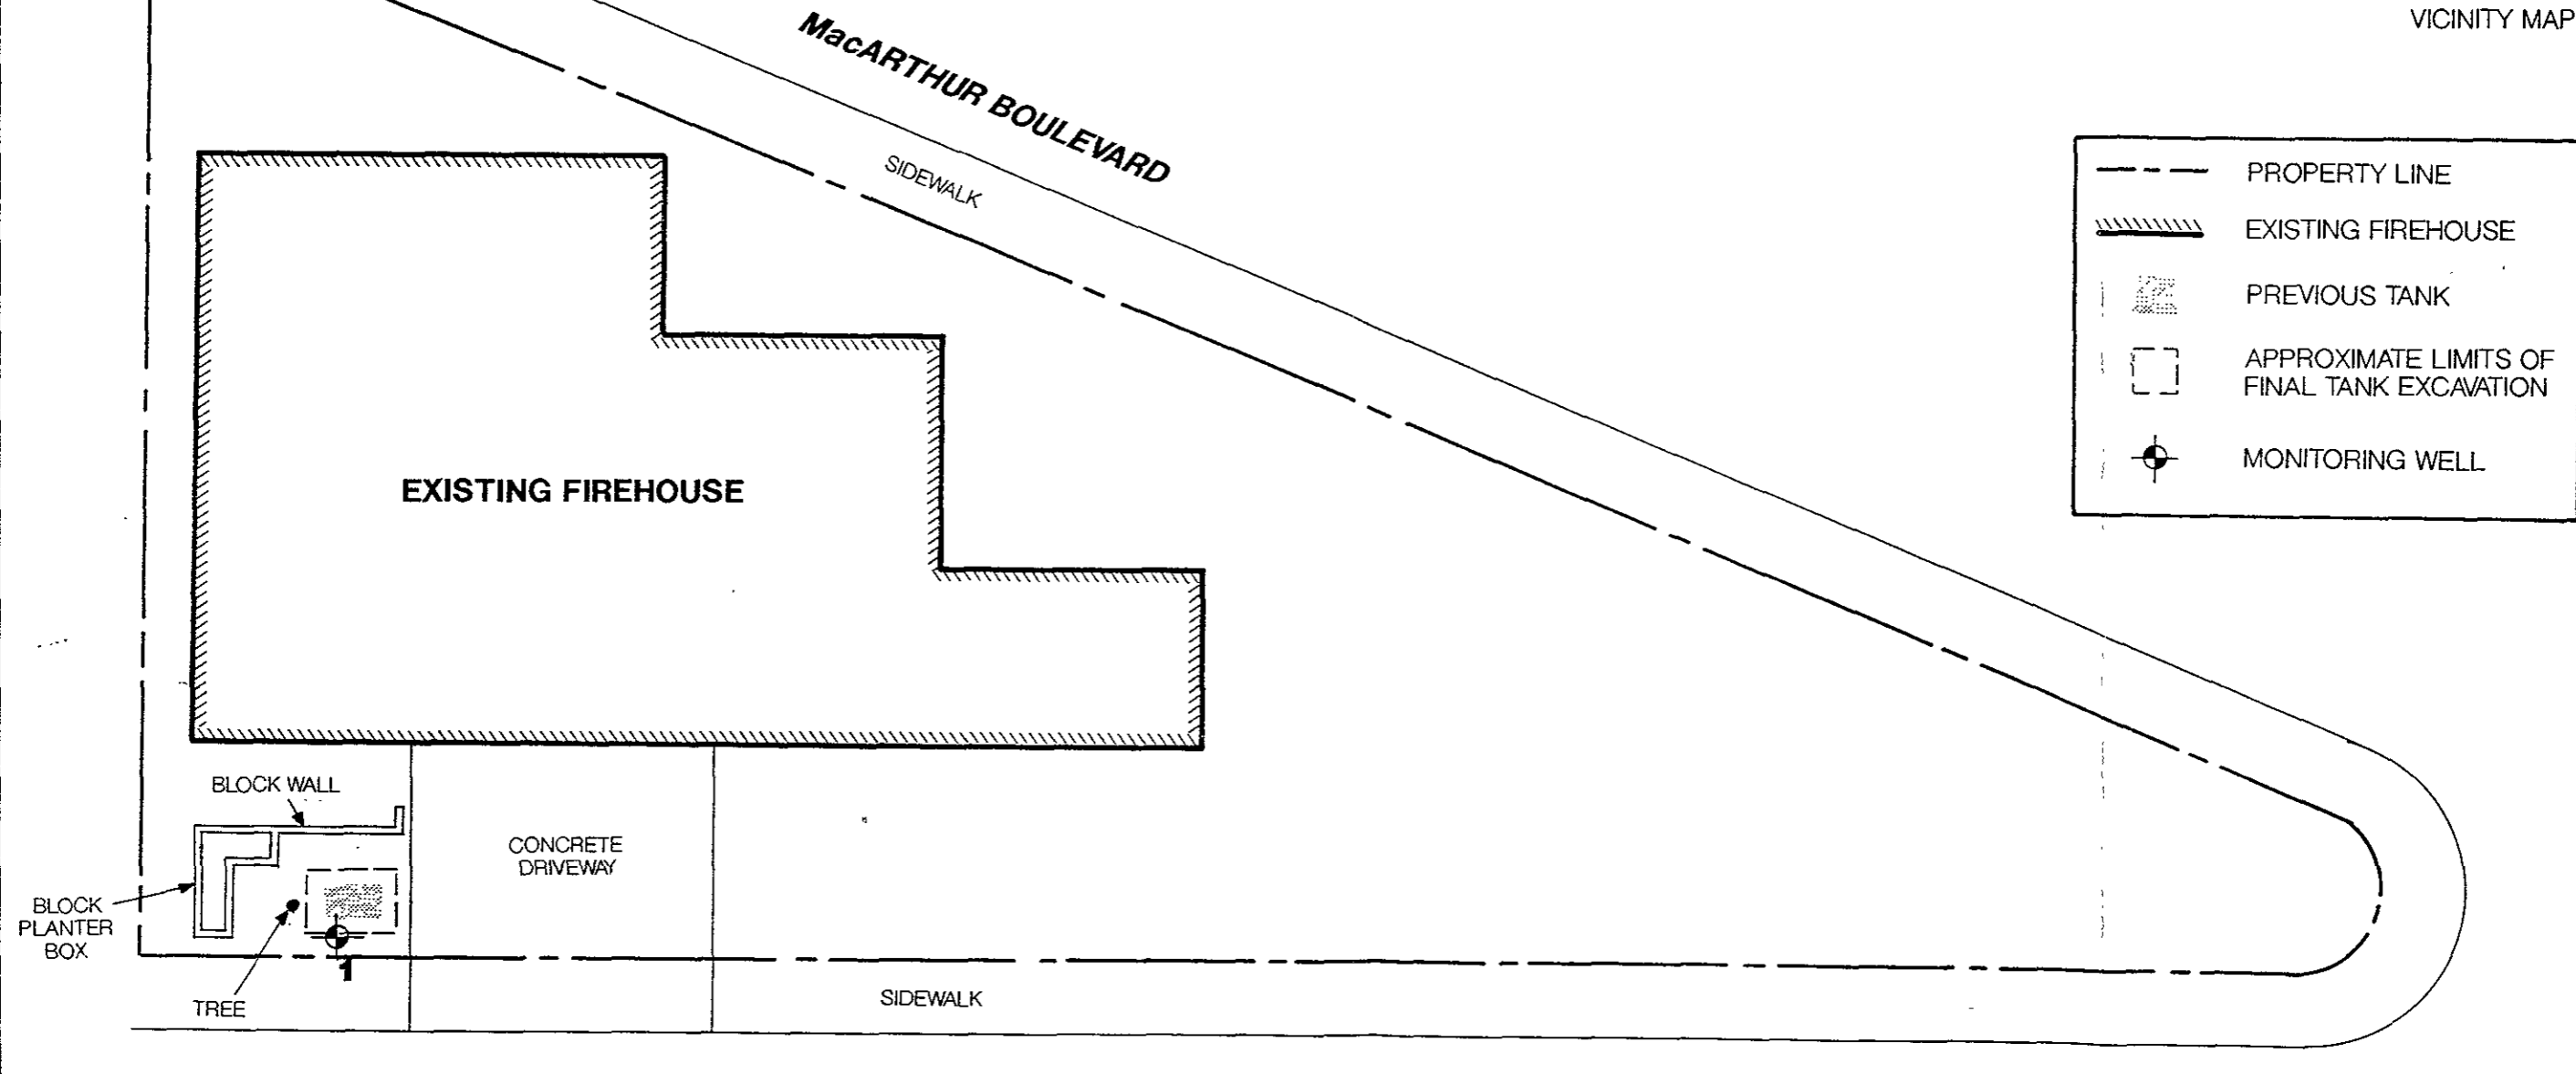 VICINITY MAP
MacARTHUR BOULEVARD
SIDEWALK
PROPERTY LINE
EXISTING FIREHOUSE
PREVIOUS TANK
APPROXIMATE LIMITS OF
FINAL TANK EXCAVATION
MONITORING WELL
EXISTING FIREHOUSE
BLOCK WALL
CONCRETE
DRIVEWAY
BLOCK
PLANTER
BOX
1
TREE
SIDEWALK